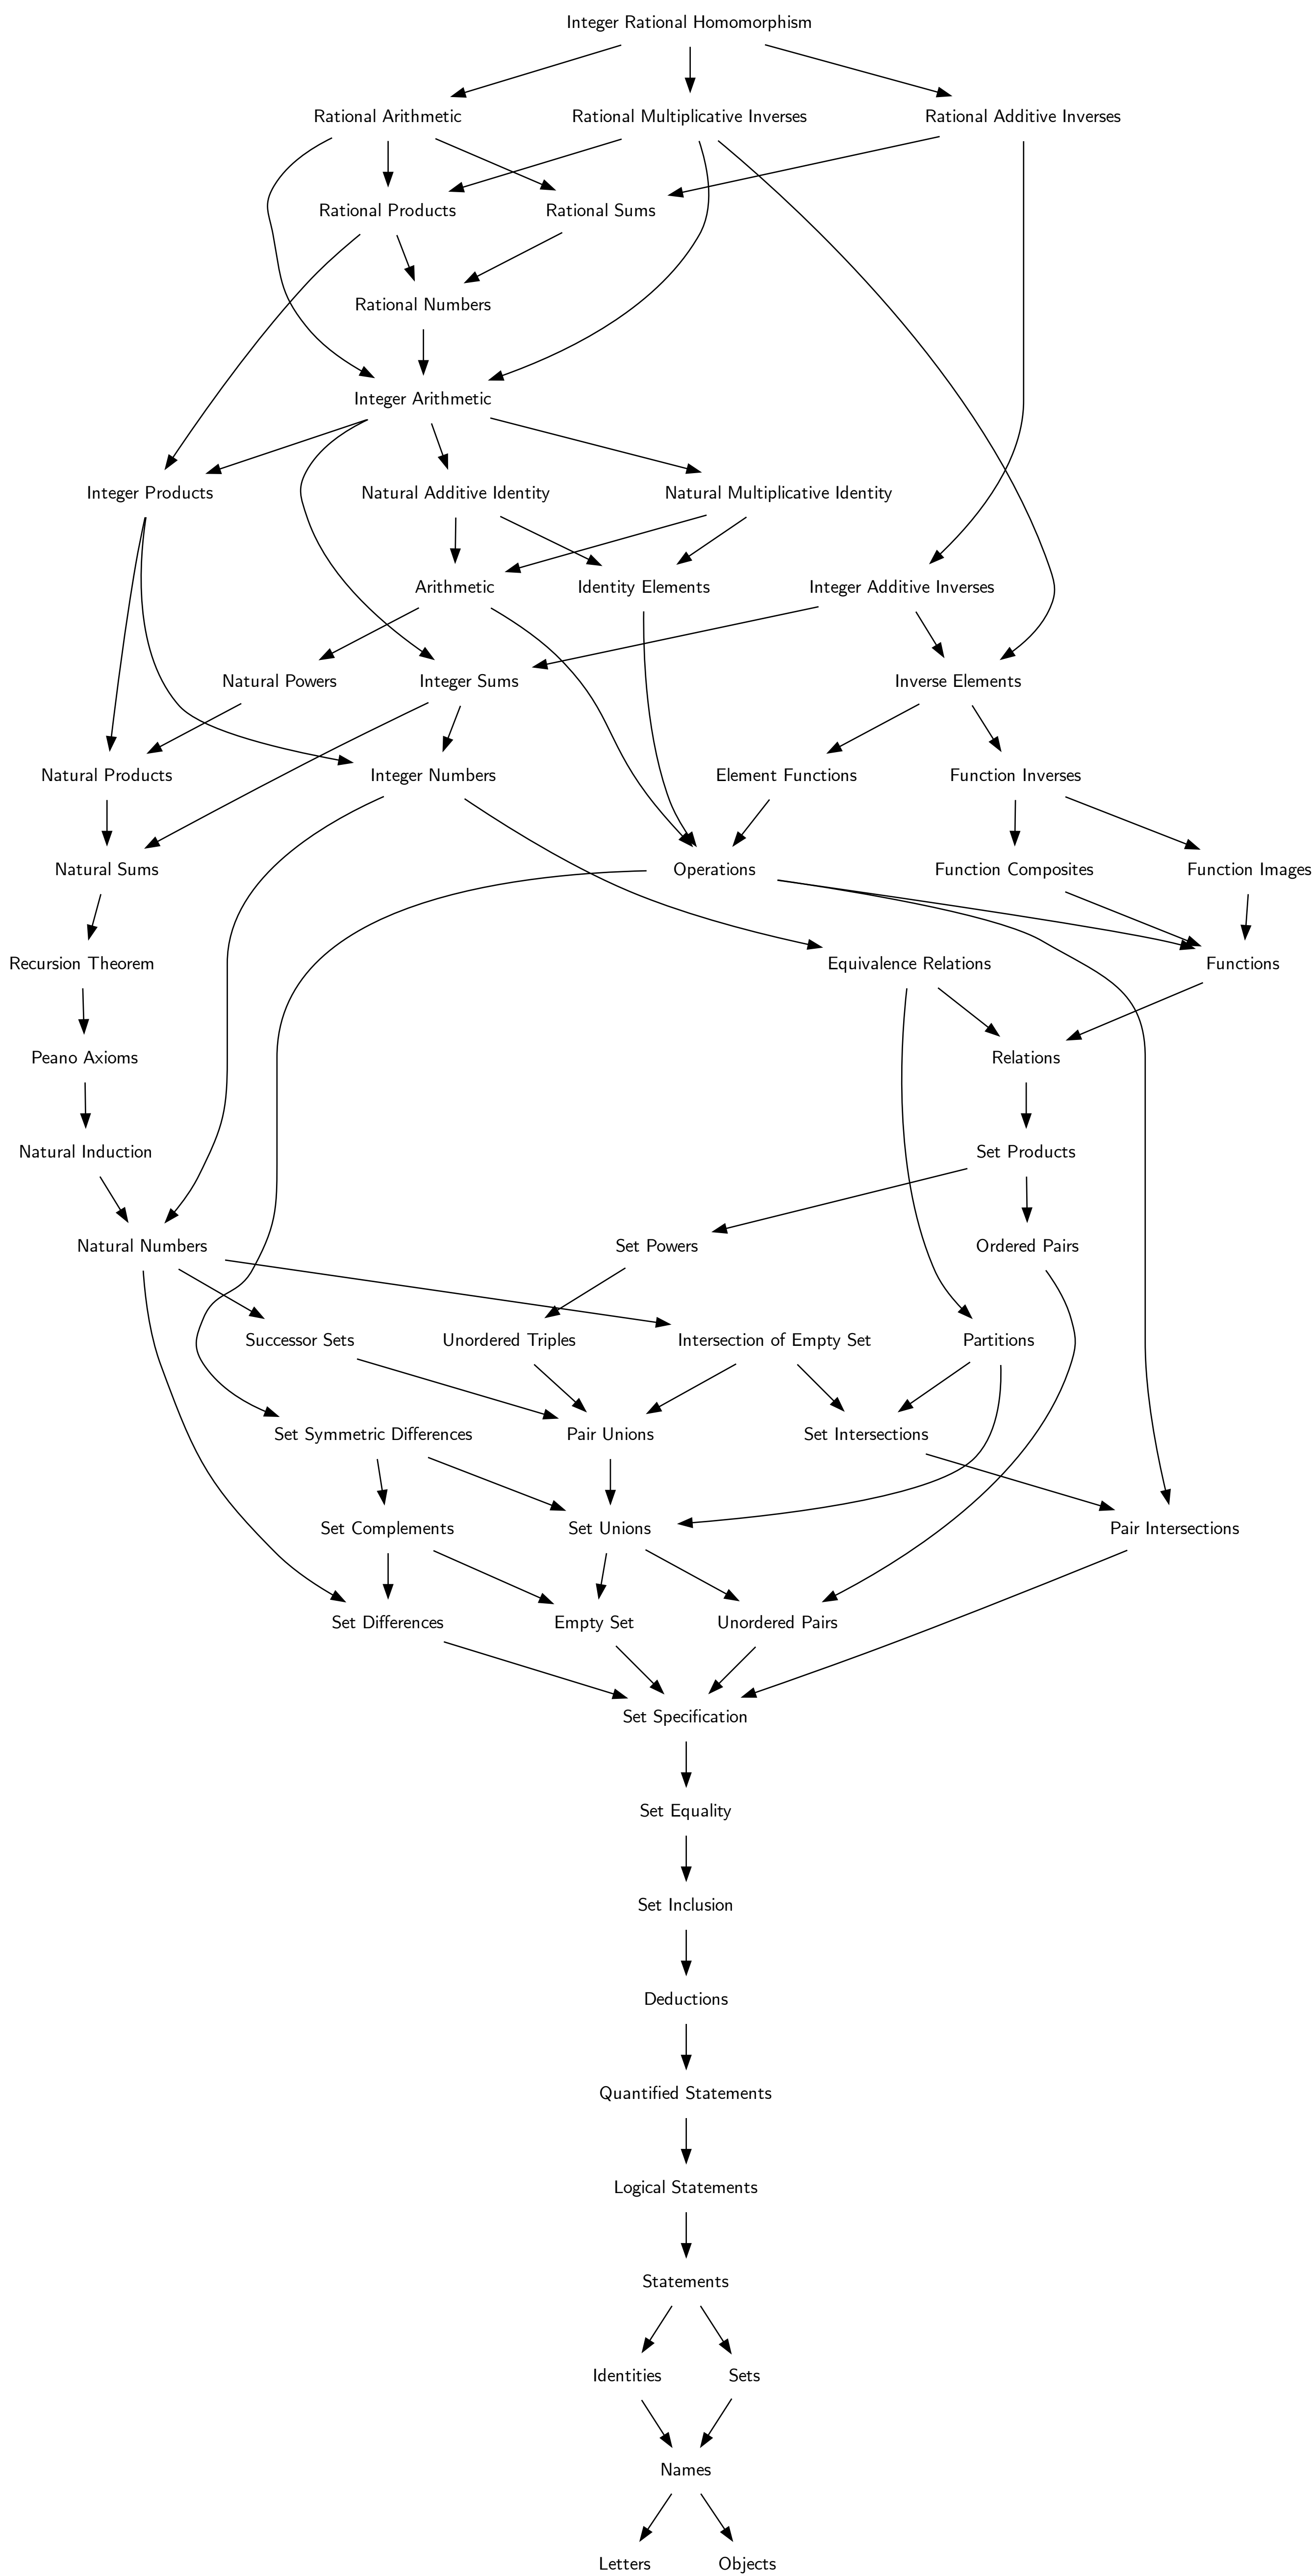 Integer Rational Homomorphism
Rational Arithmetic
Rational Multiplicative Inverses
Rational Additive Inverses
Rational Products
Rational Sums
Rational Numbers
Integer Arithmetic
Integer Products
Natural Additive Identity
Natural Multiplicative Identity
Arithmetic
Identity Elements
Integer Additive Inverses
Natural Powers
Integer Sums
Inverse Elements
Natural Products
Integer Numbers
Element Functions
Function Inverses
Natural Sums
Operations
Function Composites
Function Images
Recursion Theorem
Equivalence Relations
Functions
Peano Axioms
Relations
Natural Induction
Set Products
Natural Numbers
Set Powers
Ordered Pairs
Successor Sets
Unordered Triples
Intersection of Empty Set
Partitions
Set Symmetric Differences
Pair Unions
Set Intersections
Set Complements
Set Unions
Pair Intersections
Set Differences
Empty Set
Unordered Pairs
Set Specification
Set Equality
Set Inclusion
Deductions
Quantified Statements
Logical Statements
Statements
Identities
Sets
Names
Letters
Objects